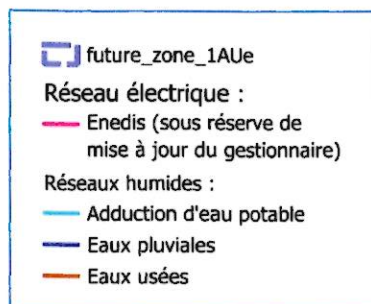 future_zone_1AUe
Réseau électrique :
Enedis (sous réserve de
mise à jour du gestionnaire)
Réseaux humides :
Adduction d'eau potable
Eaux pluviales
Eaux usées